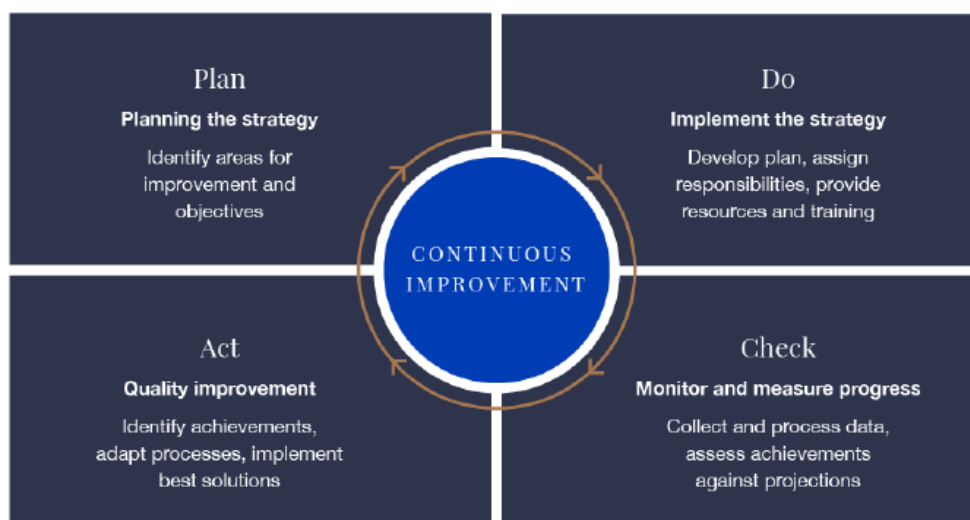 Plan
Planning the strategy
Identify areas for
improvement and
objectives
Do
Implement the strategy
Develop plan, assign
responsibilities, provide
resources and training
CONTINUOUS
IMPROVEMENT
Act
Quality improvement
Identify achievements,
adapt processes, implement
best solutions
Check
Monitor and measure progress
Collect and process data,
assess achievements
against projections